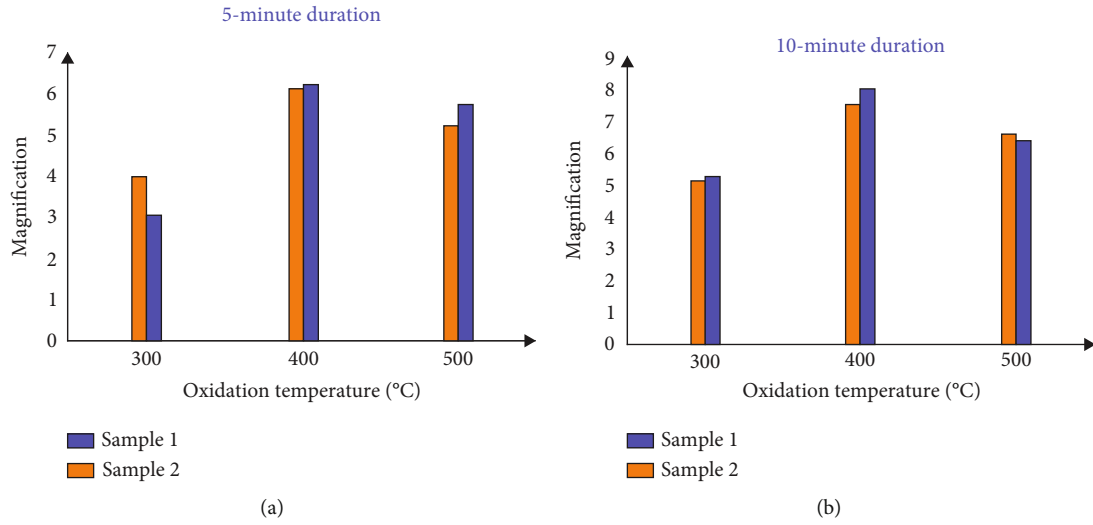 5-minute duration
7
6
5
4
3
2
1
0
Magnification
300
400
500
Oxidation temperature (°C)
Sample 1
Sample 2
(a)
10-minute duration
9
8
7
6
5
4
3
2
1
0
Magnification
300
400
500
Oxidation temperature (°C)
Sample 1
Sample 2
(b)